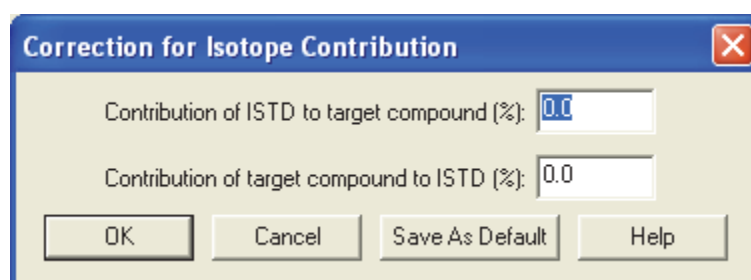 Correction for Isotope Contribution
Contribution of ISTD to target compound (%): 0.0
Contribution of target compound to ISTD (%): 0.0
OK Cancel Save As Default Help